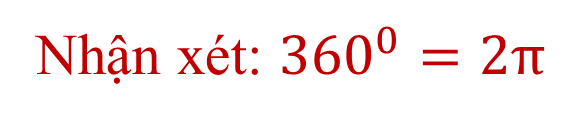 Nhận xét: 360⁰ = 2π